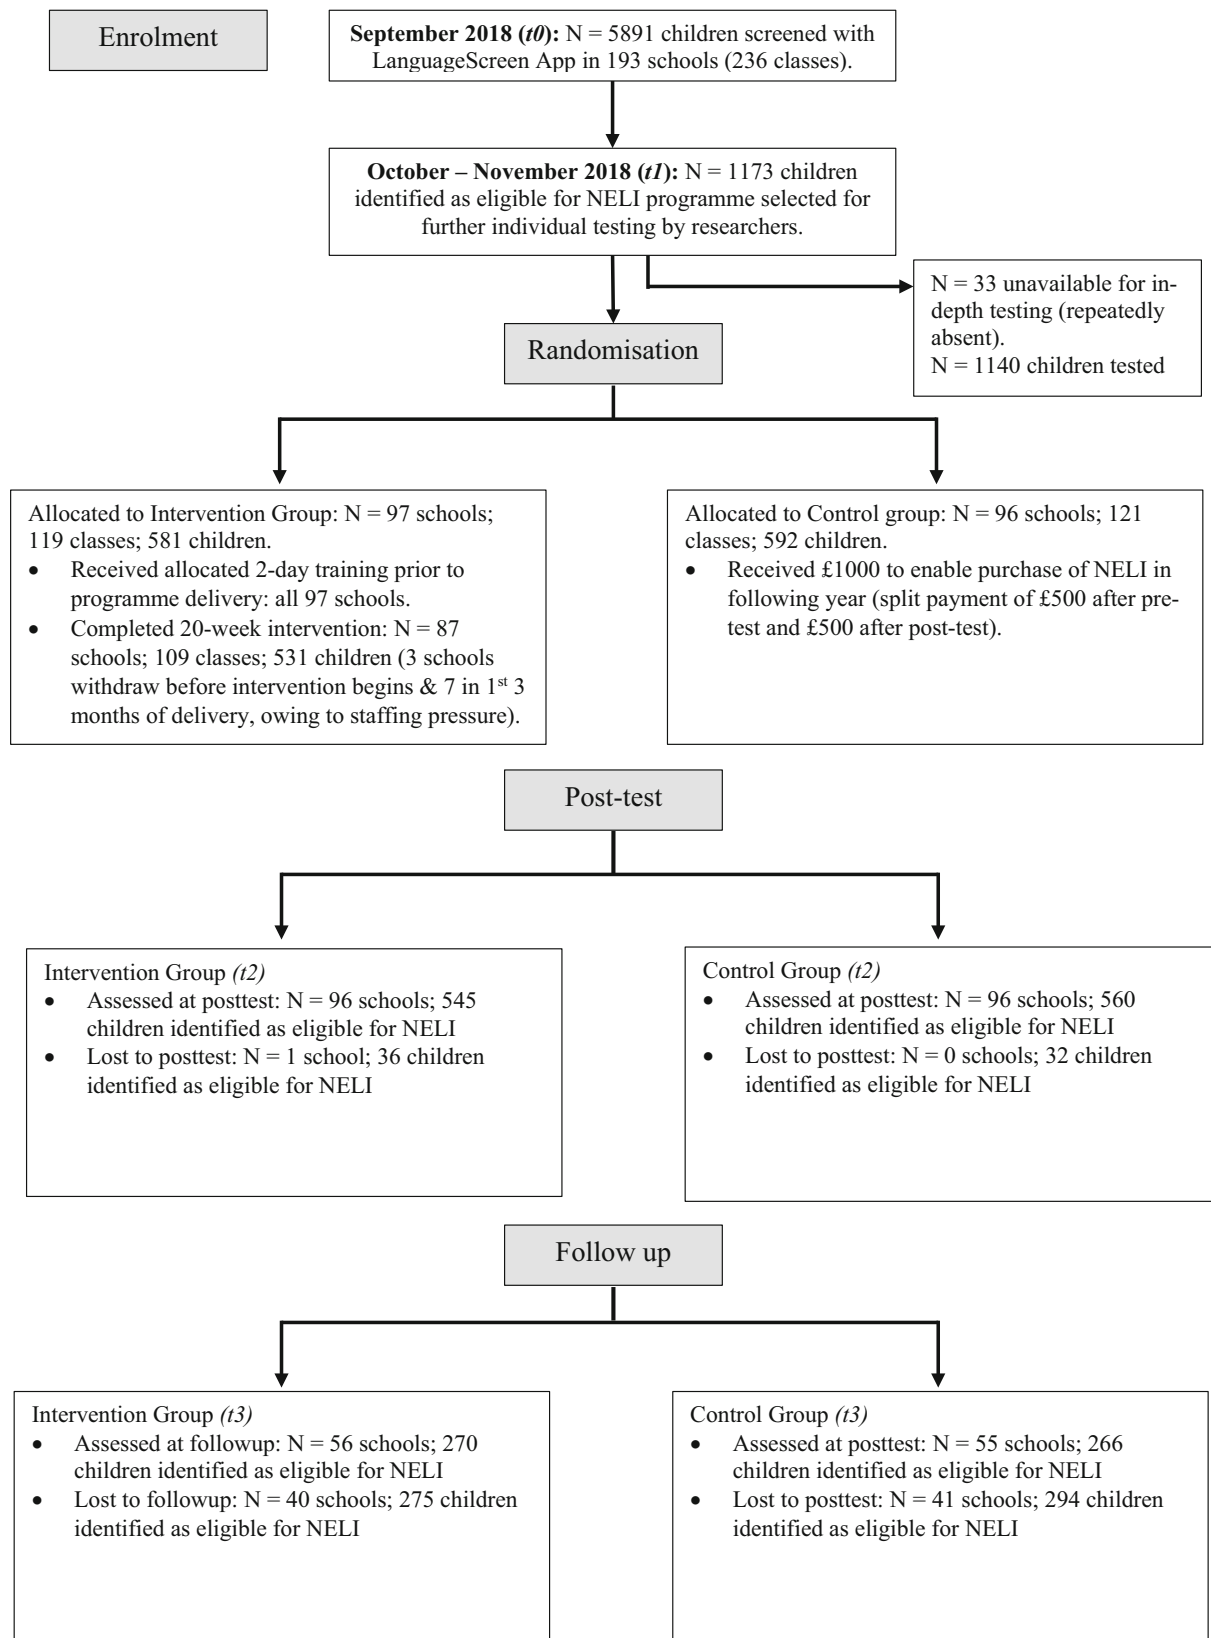 Enrolment
September 2018 (t0): N = 5891 children screened with
LanguageScreen App in 193 schools (236 classes).
October – November 2018 (t1): N = 1173 children
identified as eligible for NELI programme selected for
further individual testing by researchers.
N = 33 unavailable for in-
depth testing (repeatedly
absent).
N = 1140 children tested
Randomisation
Allocated to Intervention Group: N = 97 schools;
119 classes; 581 children.
• Received allocated 2-day training prior to
programme delivery: all 97 schools.
• Completed 20-week intervention: N = 87
schools; 109 classes; 531 children (3 schools
withdraw before intervention begins & 7 in 1st 3
months of delivery, owing to staffing pressure).
Allocated to Control group: N = 96 schools; 121
classes; 592 children.
• Received £1000 to enable purchase of NELI in
following year (split payment of £500 after pre-
test and £500 after post-test).
Post-test
Intervention Group (t2)
• Assessed at posttest: N = 96 schools; 545
children identified as eligible for NELI
• Lost to posttest: N = 1 school; 36 children
identified as eligible for NELI
Control Group (t2)
• Assessed at posttest: N = 96 schools; 560
children identified as eligible for NELI
• Lost to posttest: N = 0 schools; 32 children
identified as eligible for NELI
Follow up
Intervention Group (t3)
• Assessed at followup: N = 56 schools; 270
children identified as eligible for NELI
• Lost to followup: N = 40 schools; 275 children
identified as eligible for NELI
Control Group (t3)
• Assessed at posttest: N = 55 schools; 266
children identified as eligible for NELI
• Lost to posttest: N = 41 schools; 294 children
identified as eligible for NELI